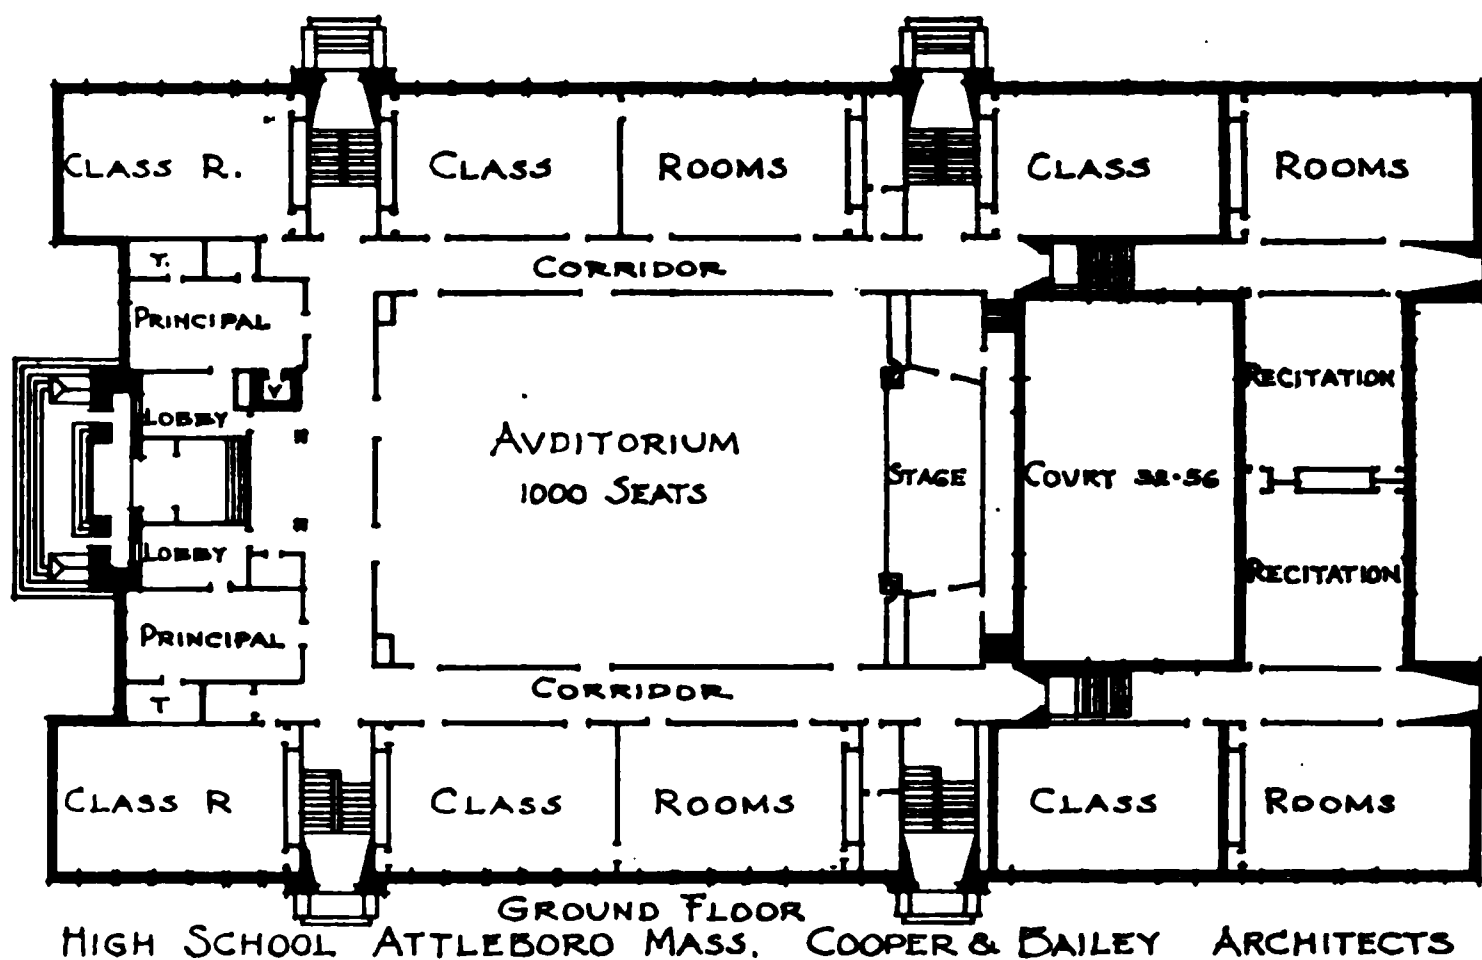 CLASS R. CLASS ROOMS CLASS ROOMS
T. CORRIDOR
PRINCIPAL
V
RECITATION
LOBBY
AVDITORIUM
1000 SEATS
STAGE
COURT 32·56
LOBBY
RECITATION
PRINCIPAL
T CORRIDOR
CLASS R CLASS ROOMS CLASS ROOMS
GROUND FLOOR
HIGH SCHOOL ATTLEBORO MASS. COOPER & BAILEY ARCHITECTS